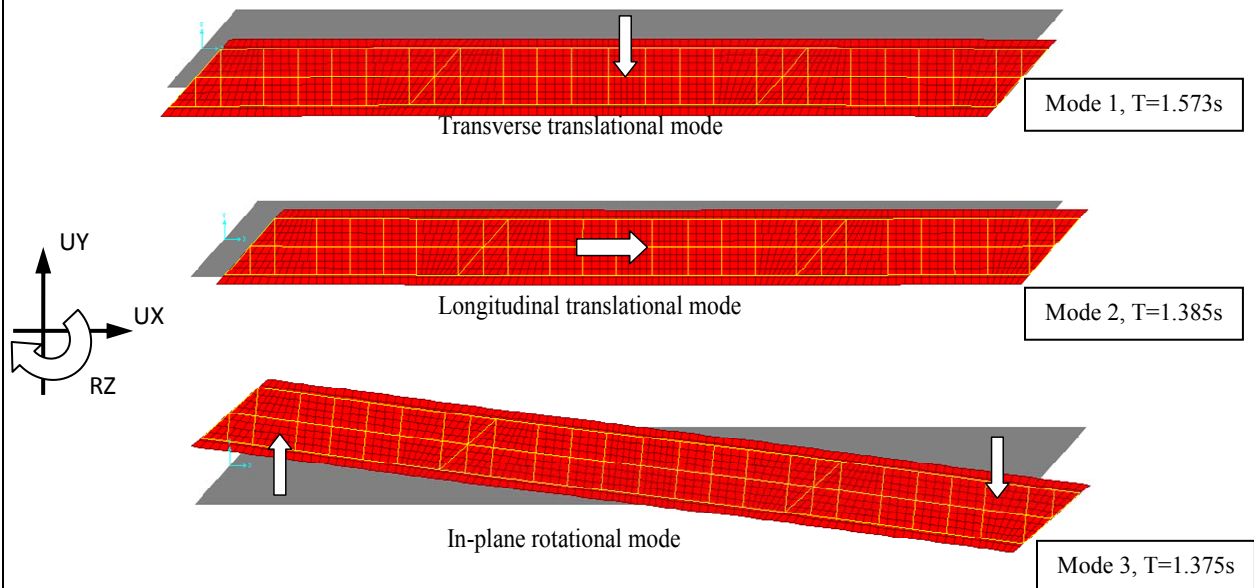 Mode 1, T=1.573s
Transverse translational mode
UY
UX
RZ
Longitudinal translational mode
Mode 2, T=1.385s
In-plane rotational mode
Mode 3, T=1.375s